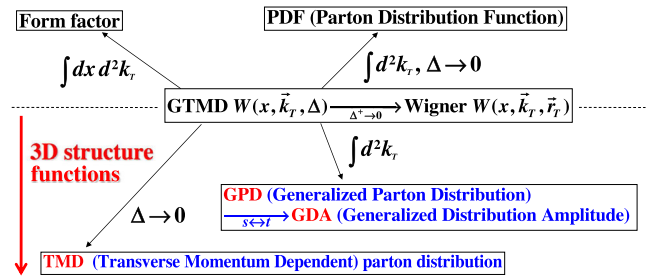 Form factor
PDF (Parton Distribution Function)
∫dx d²k_T
∫d²k_T, Δ→0
GTMD W(x, k⃗_T, Δ) ⟶ Wigner W(x, k⃗_T, r⃗_T)
Δ⁺→0
3D structure
functions
∫d²k_T
Δ→0
GPD (Generalized Parton Distribution)
⟶ GDA (Generalized Distribution Amplitude)
s↔t
TMD (Transverse Momentum Dependent) parton distribution